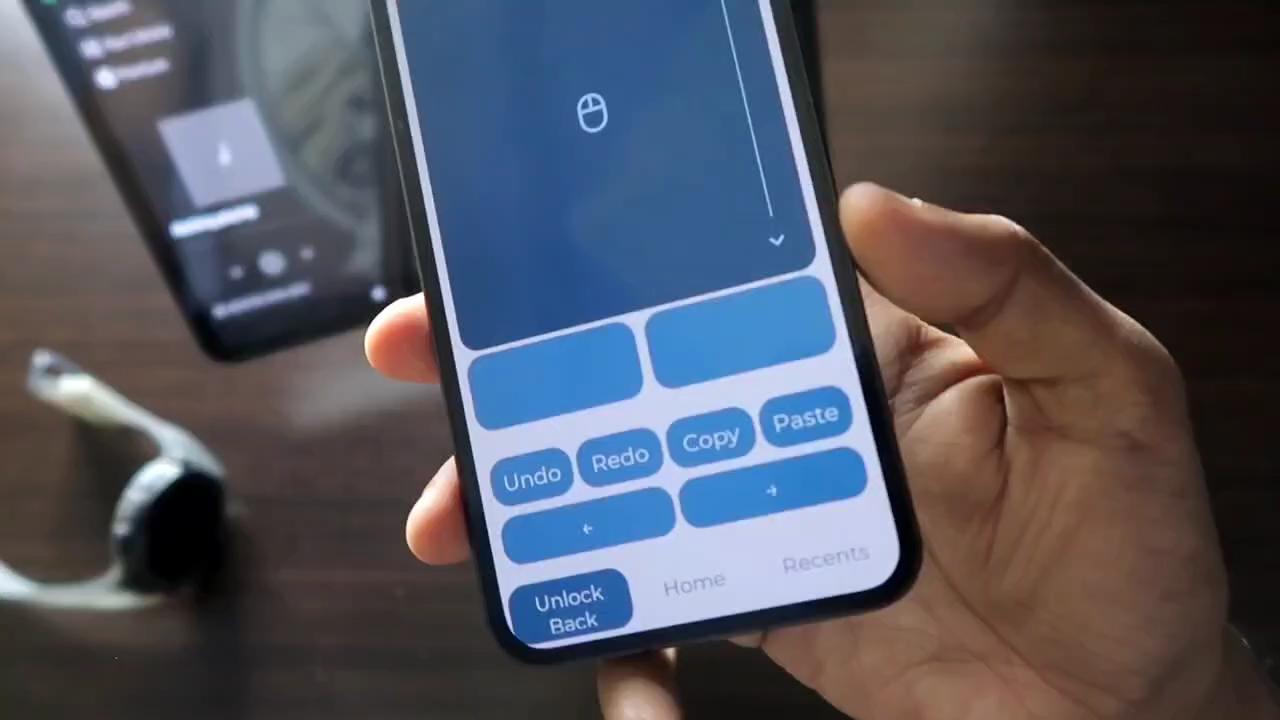 Undo Redo Copy Paste
← →
Unlock
Back
Home Recents